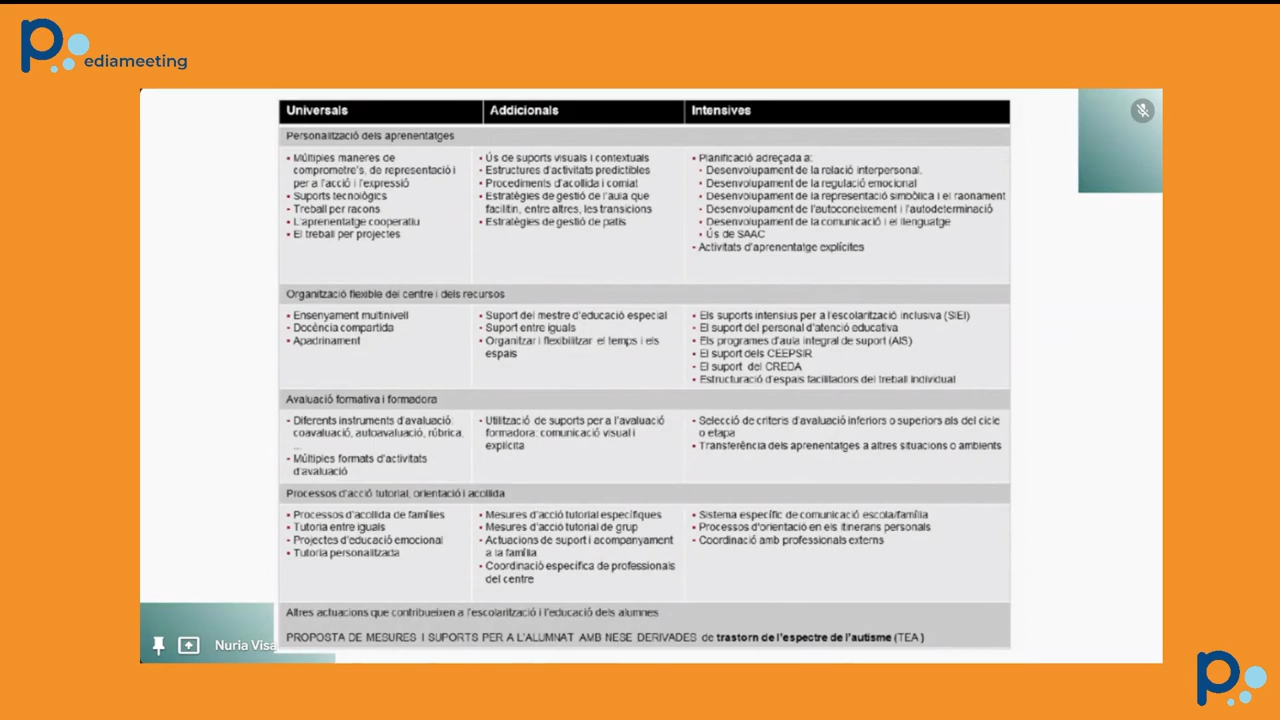 Pediameeting
Universals Addicionals Intensives
Personalització dels aprenentatges
Múltiples maneres de
comprometre's, de representació i
per a l'acció i l'expressió
Suports tecnològics
Treball per racons
L'aprenentatge cooperatiu
El treball per projectes
Ús de suports visuals i contextuals
Estructures d'activitats predictibles
Procediments d'acollida i comiat
Estratègies de gestió de l'aula que
facilitin, entre altres, les transicions
Estratègies de gestió de patis
Planificació adreçada a:
Desenvolupament de la relació interpersonal.
Desenvolupament de la regulació emocional
Desenvolupament de la representació simbòlica i el raonament
Desenvolupament de l'autoconeixement i l'autodeterminació
Desenvolupament de la comunicació i el llenguatge
Ús de SAAC
Activitats d'aprenentatge explícites
Organització flexible del centre i dels recursos
Ensenyament multinivell
Docència compartida
Apadrinament
Suport del mestre d'educació especial
Suport entre iguals
Organitzar i flexibilitzar el temps i els
espais
Els suports intensius per a l'escolarització inclusiva (SIEI)
El suport del personal d'atenció educativa
Els programes d'aula integral de suport (AIS)
El suport dels CEEPSIR
El suport del CREDA
Estructuració d'espais facilitadors del treball individual
Avaluació formativa i formadora
Diferents instruments d'avaluació:
coavaluació, autoavaluació, rúbrica,
...
Múltiples formats d'activitats
d'avaluació
Utilització de suports per a l'avaluació
formadora: comunicació visual i
explícita
Selecció de criteris d'avaluació inferiors o superiors als del cicle
o etapa
Transferència dels aprenentatges a altres situacions o ambients
Processos d'acció tutorial, orientació i acollida
Processos d'acollida de famílies
Tutoria entre iguals
Projectes d'educació emocional
Tutoria personalitzada
Mesures d'acció tutorial específiques
Mesures d'acció tutorial de grup
Actuacions de suport i acompanyament
a la família
Coordinació específica de professionals
del centre
Sistema específic de comunicació escola/família
Processos d'orientació en els itineraris personals
Coordinació amb professionals externs
Altres actuacions que contribueixen a l'escolarització i l'educació dels alumnes
PROPOSTA DE MESURES I SUPORTS PER A L'ALUMNAT AMB NESE DERIVADES de trastorn de l'espectre de l'autisme (TEA)
Nuria Visa
P